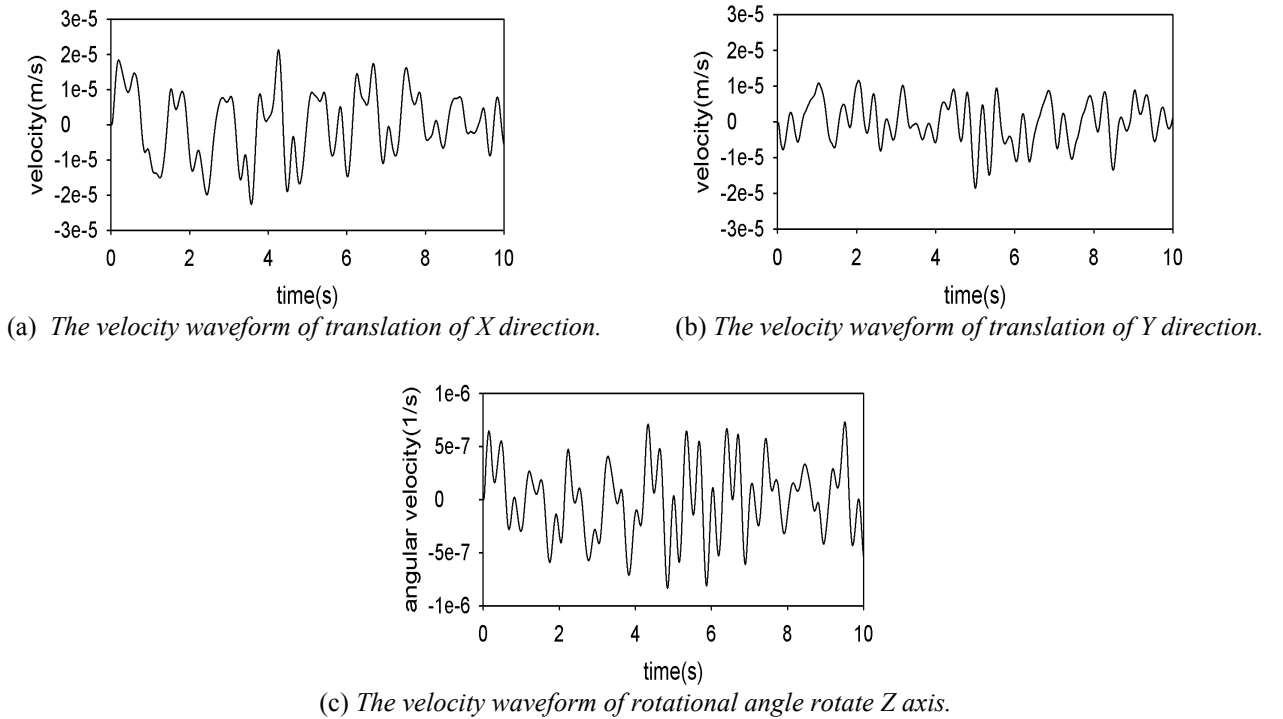 velocity(m/s)
3e-5
2e-5
1e-5
0
-1e-5
-2e-5
-3e-5
0 2 4 6 8 10
time(s)
(a) The velocity waveform of translation of X direction.
velocity(m/s)
3e-5
2e-5
1e-5
0
-1e-5
-2e-5
-3e-5
0 2 4 6 8 10
time(s)
(b) The velocity waveform of translation of Y direction.
angular velocity(1/s)
1e-6
5e-7
0
-5e-7
-1e-6
0 2 4 6 8 10
time(s)
(c) The velocity waveform of rotational angle rotate Z axis.